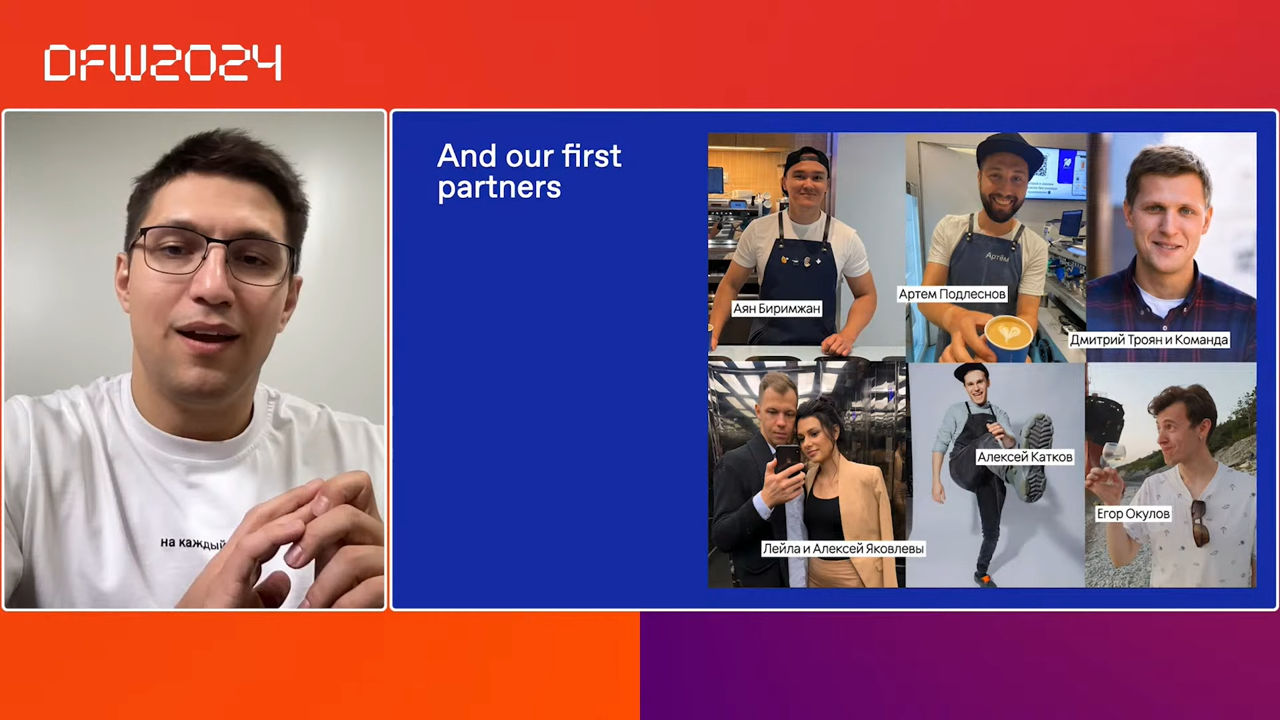 DFW2024
And our first
partners
Аян Биримжан
Артем Подлеснов
Артём
Дмитрий Троян и Команда
Лейла и Алексей Яковлевы
Алексей Катков
Егор Окулов
на каждый